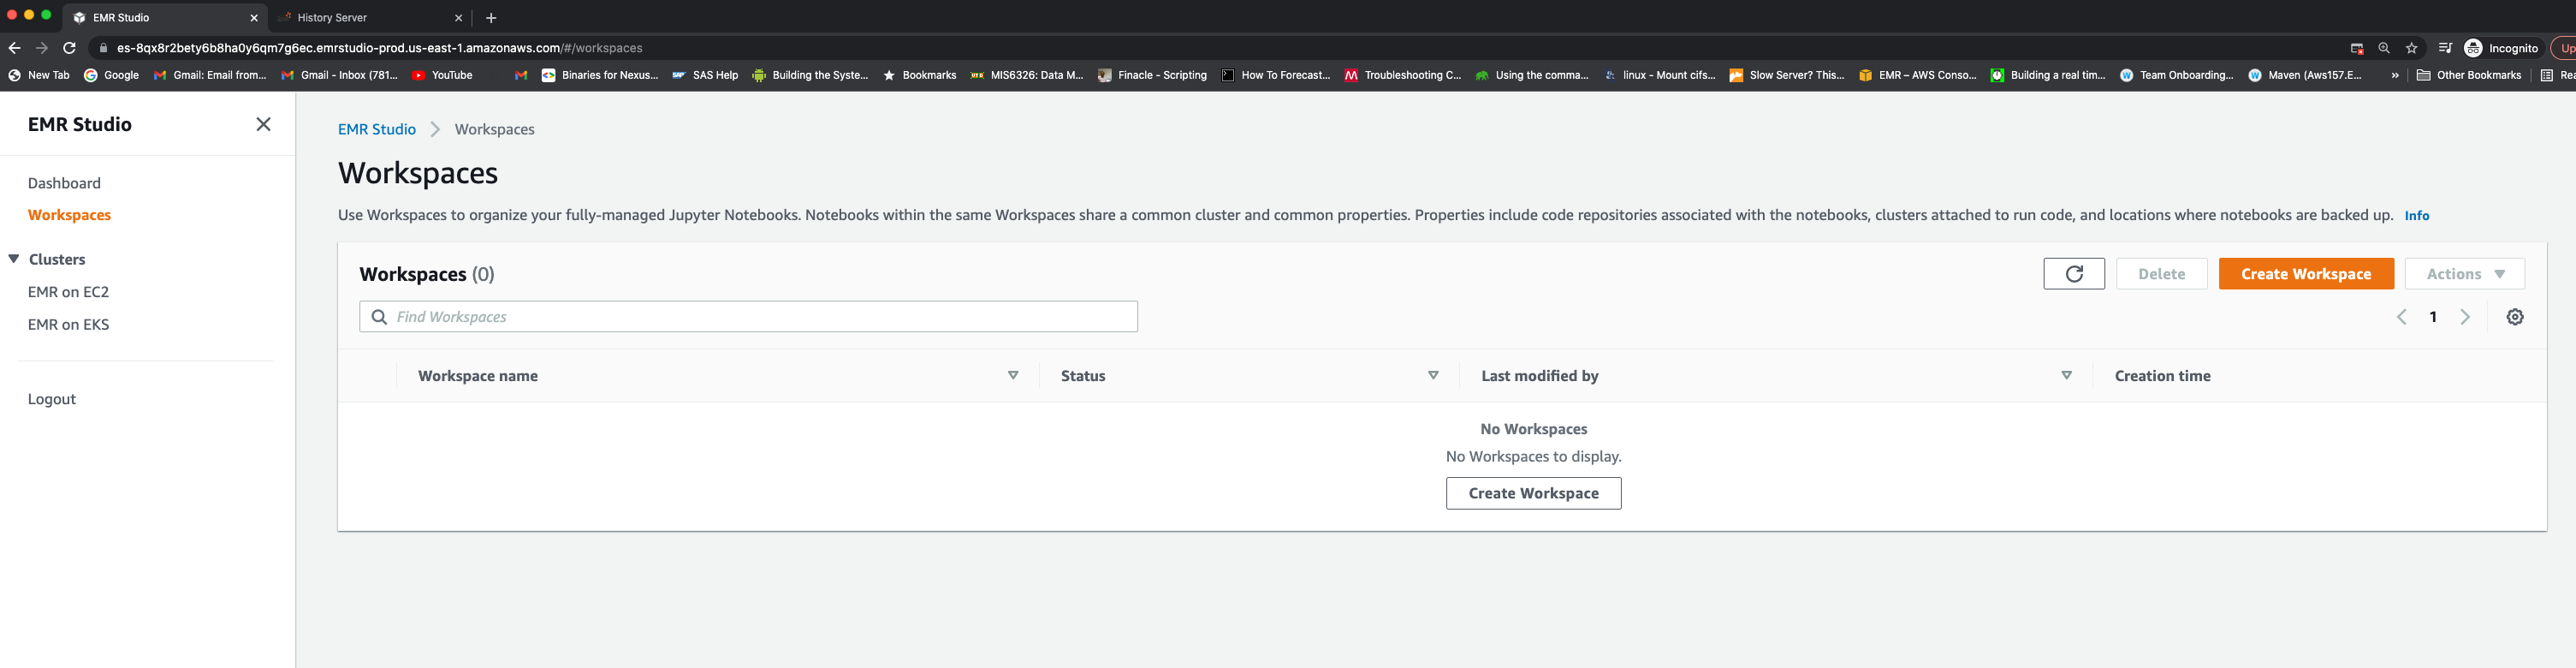 EMR Studio
History Server
es-8qx8r2bety6b8ha0y6qm7g6ec.emrstudio-prod.us-east-1.amazonaws.com/#/workspaces
Incognito
Up
New Tab Google Gmail: Email from... Gmail - Inbox (781... YouTube Binaries for Nexus... SAS Help Building the Syste... Bookmarks MIS6326: Data M... Finacle - Scripting How To Forecast... Troubleshooting C... Using the comma... linux - Mount cifs... Slow Server? This... EMR – AWS Conso... Building a real tim... Team Onboarding... Maven (Aws157.E... » Other Bookmarks Rea
EMR Studio
Dashboard
Workspaces
Clusters
EMR on EC2
EMR on EKS
Logout
EMR Studio > Workspaces
Workspaces
Use Workspaces to organize your fully-managed Jupyter Notebooks. Notebooks within the same Workspaces share a common cluster and common properties. Properties include code repositories associated with the notebooks, clusters attached to run code, and locations where notebooks are backed up. Info
Workspaces (0)
Delete
Create Workspace
Actions
Find Workspaces
1
Workspace name Status Last modified by Creation time
No Workspaces
No Workspaces to display.
Create Workspace